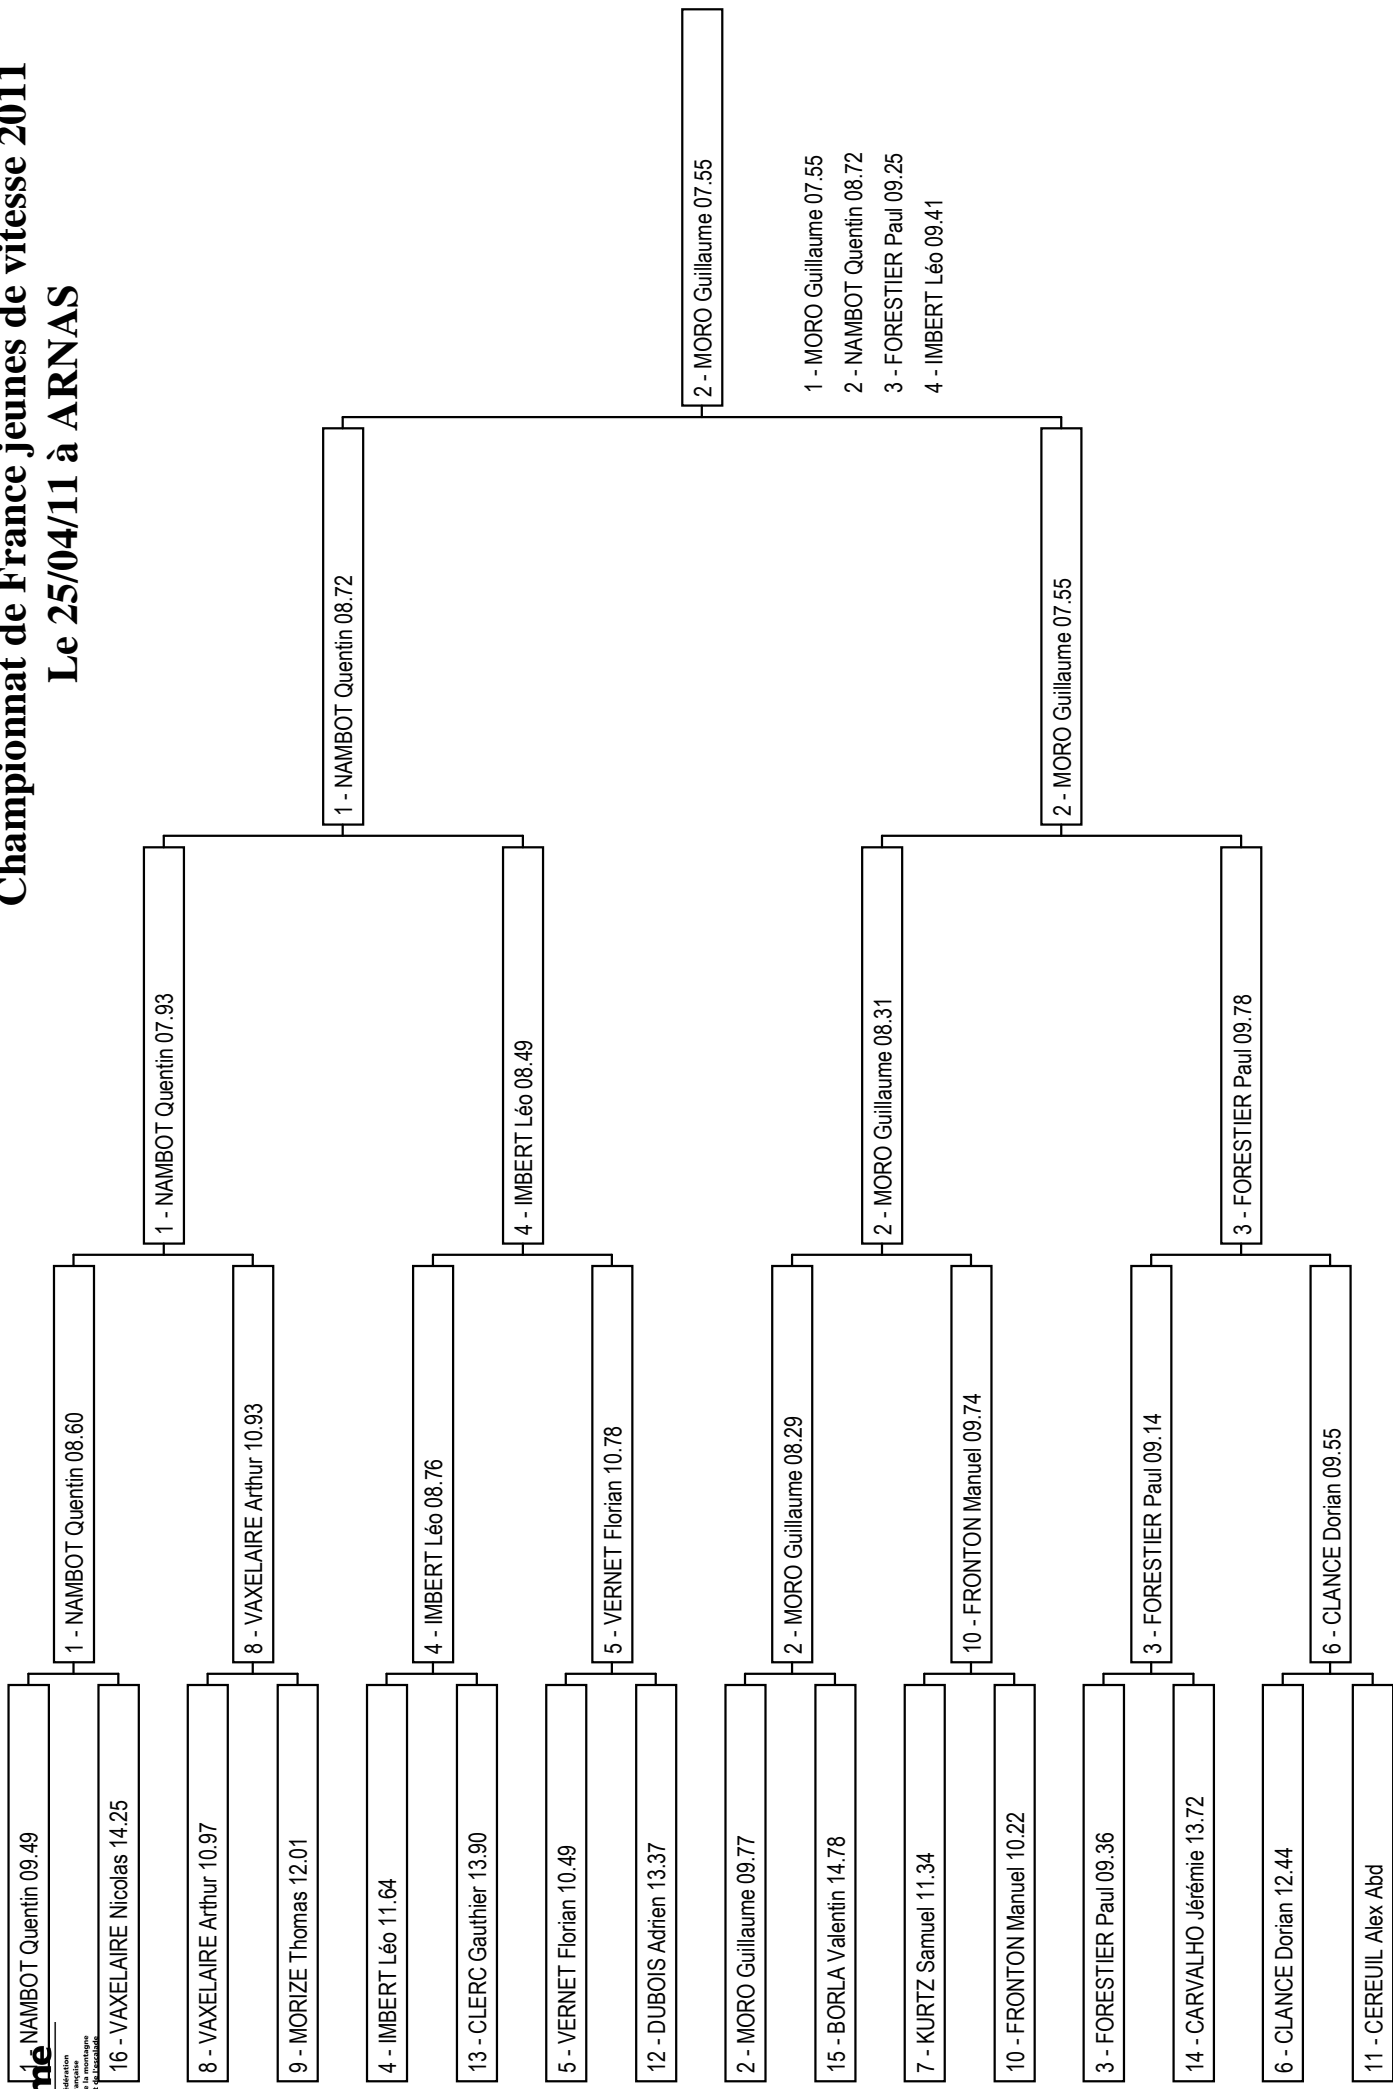 Championnat de France jeunes de vitesse 2011
Le 25/04/11 à ARNAS
me
fédération
française
de la montagne
et de l'escalade
1 - NAMBOT Quentin 09.49
16 - VAXELAIRE Nicolas 14.25
8 - VAXELAIRE Arthur 10.97
9 - MORIZE Thomas 12.01
4 - IMBERT Léo 11.64
13 - CLERC Gauthier 13.90
5 - VERNET Florian 10.49
12 - DUBOIS Adrien 13.37
2 - MORO Guillaume 09.77
15 - BORLA Valentin 14.78
7 - KURTZ Samuel 11.34
10 - FRONTON Manuel 10.22
3 - FORESTIER Paul 09.36
14 - CARVALHO Jérémie 13.72
6 - CLANCE Dorian 12.44
11 - CEREUIL Alex Abd
1 - NAMBOT Quentin 08.60
8 - VAXELAIRE Arthur 10.93
4 - IMBERT Léo 08.76
5 - VERNET Florian 10.78
2 - MORO Guillaume 08.29
10 - FRONTON Manuel 09.74
3 - FORESTIER Paul 09.14
6 - CLANCE Dorian 09.55
1 - NAMBOT Quentin 07.93
4 - IMBERT Léo 08.49
2 - MORO Guillaume 08.31
3 - FORESTIER Paul 09.78
1 - NAMBOT Quentin 08.72
2 - MORO Guillaume 07.55
2 - MORO Guillaume 07.55
1 - MORO Guillaume 07.55
2 - NAMBOT Quentin 08.72
3 - FORESTIER Paul 09.25
4 - IMBERT Léo 09.41